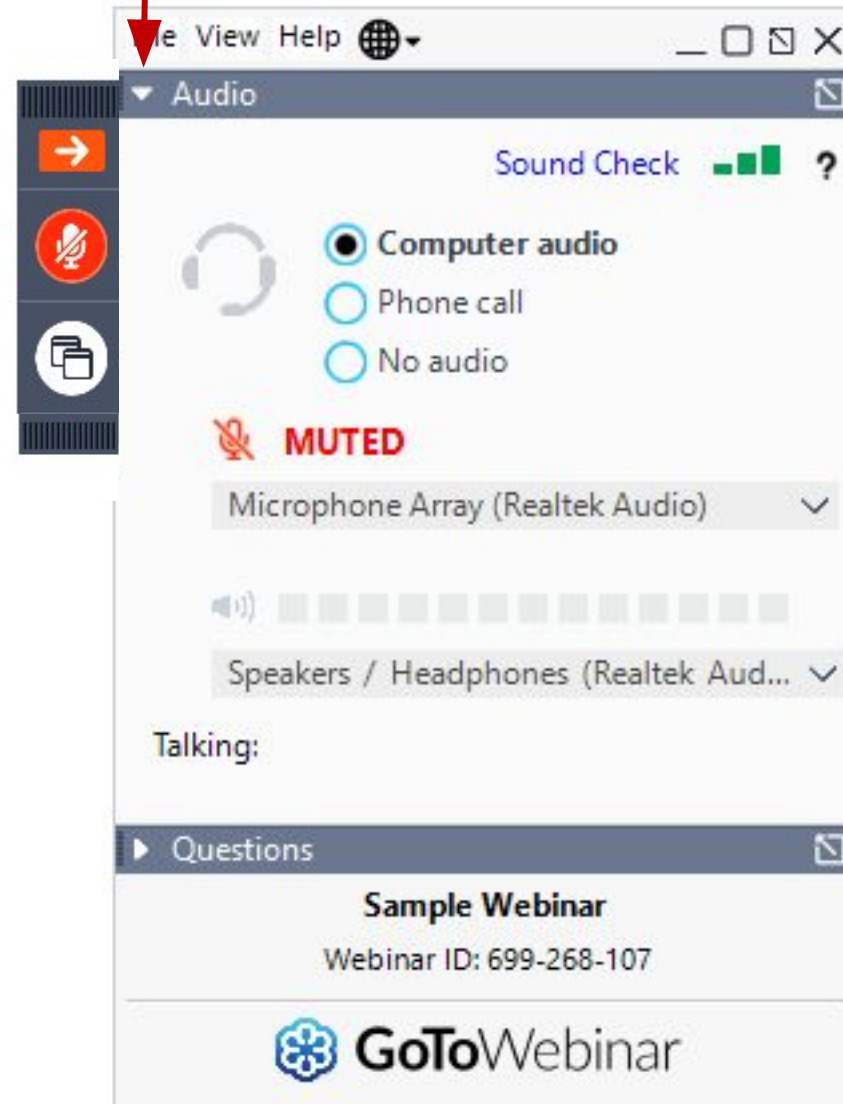 View Help
Audio
Sound Check ?
Computer audio
Phone call
No audio
MUTED
Microphone Array (Realtek Audio)
Speakers / Headphones (Realtek Aud...
Talking:
Questions
Sample Webinar
Webinar ID: 699-268-107
GoToWebinar